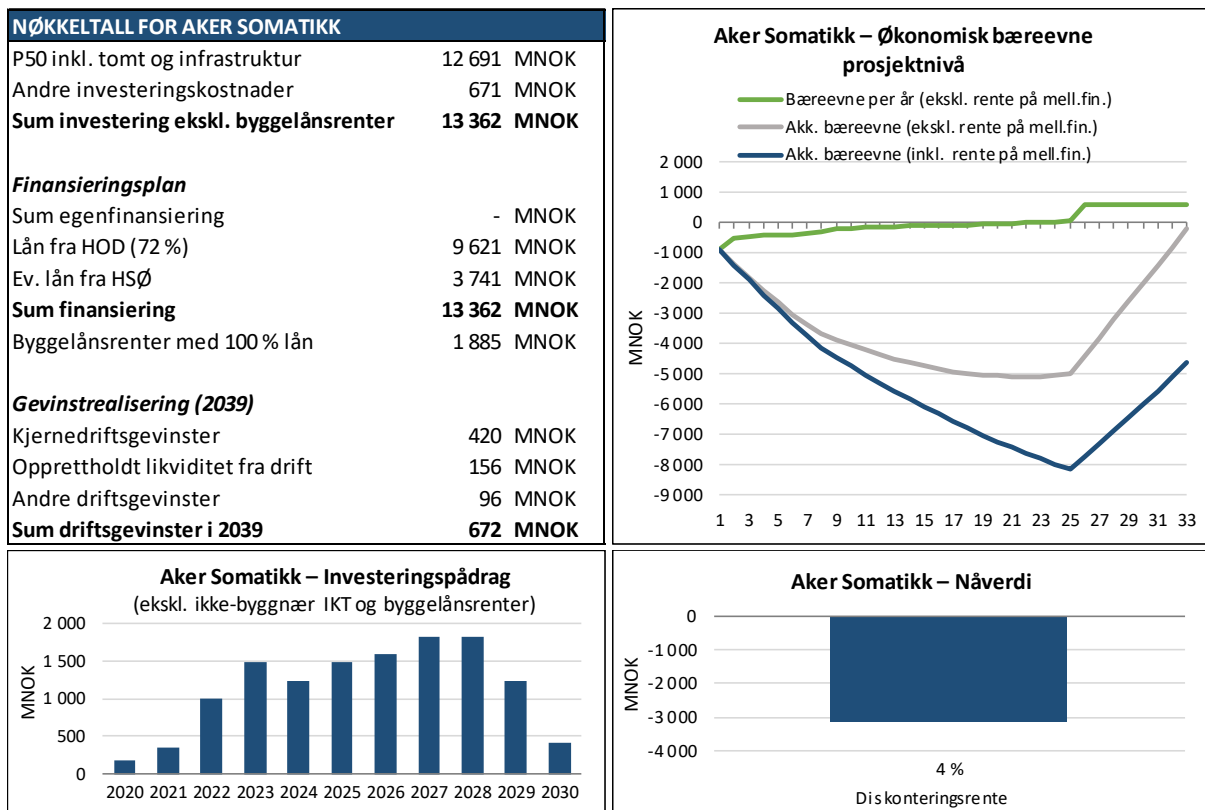 NØKKELTALL FOR AKER SOMATIKK
P50 inkl. tomt og infrastruktur 12 691 MNOK
Andre investeringskostnader 671 MNOK
Sum investering ekskl. byggelånsrenter 13 362 MNOK
Finansieringsplan
Sum egenfinansiering - MNOK
Lån fra HOD (72 %) 9 621 MNOK
Ev. lån fra HSØ 3 741 MNOK
Sum finansiering 13 362 MNOK
Byggelånsrenter med 100 % lån 1 885 MNOK
Gevinstrealisering (2039)
Kjernedriftsgevinster 420 MNOK
Opprettholdt likviditet fra drift 156 MNOK
Andre driftsgevinster 96 MNOK
Sum driftsgevinster i 2039 672 MNOK
Aker Somatikk – Økonomisk bæreevne
prosjektnivå
Bæreevne per år (ekskl. rente på mell.fin.)
Akk. bæreevne (ekskl. rente på mell.fin.)
Akk. bæreevne (inkl. rente på mell.fin.)
2 000
1 000
0
-1 000
-2 000
-3 000
-4 000
-5 000
-6 000
-7 000
-8 000
-9 000
MNOK
1 3 5 7 9 11 13 15 17 19 21 23 25 27 29 31 33
Aker Somatikk – Investeringspådrag
(ekskl. ikke-byggnær IKT og byggelånsrenter)
2 000
1 500
1 000
500
0
MNOK
2020 2021 2022 2023 2024 2025 2026 2027 2028 2029 2030
Aker Somatikk – Nåverdi
0
-1 000
-2 000
-3 000
-4 000
MNOK
4 %
Diskonteringsrente